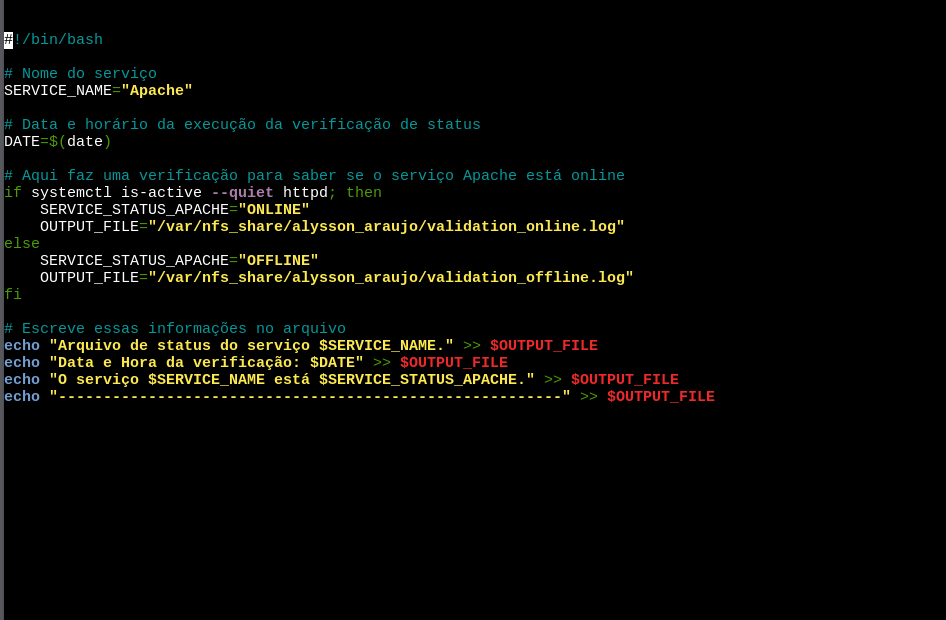 #!/bin/bash

# Nome do serviço
SERVICE_NAME="Apache"

# Data e horário da execução da verificação de status
DATE=$(date)

# Aqui faz uma verificação para saber se o serviço Apache está online
if systemctl is-active --quiet httpd; then
    SERVICE_STATUS_APACHE="ONLINE"
    OUTPUT_FILE="/var/nfs_share/alysson_araujo/validation_online.log"
else
    SERVICE_STATUS_APACHE="OFFLINE"
    OUTPUT_FILE="/var/nfs_share/alysson_araujo/validation_offline.log"
fi

# Escreve essas informações no arquivo
echo "Arquivo de status do serviço $SERVICE_NAME." >> $OUTPUT_FILE
echo "Data e Hora da verificação: $DATE" >> $OUTPUT_FILE
echo "O serviço $SERVICE_NAME está $SERVICE_STATUS_APACHE." >> $OUTPUT_FILE
echo "--------------------------------------------------------" >> $OUTPUT_FILE